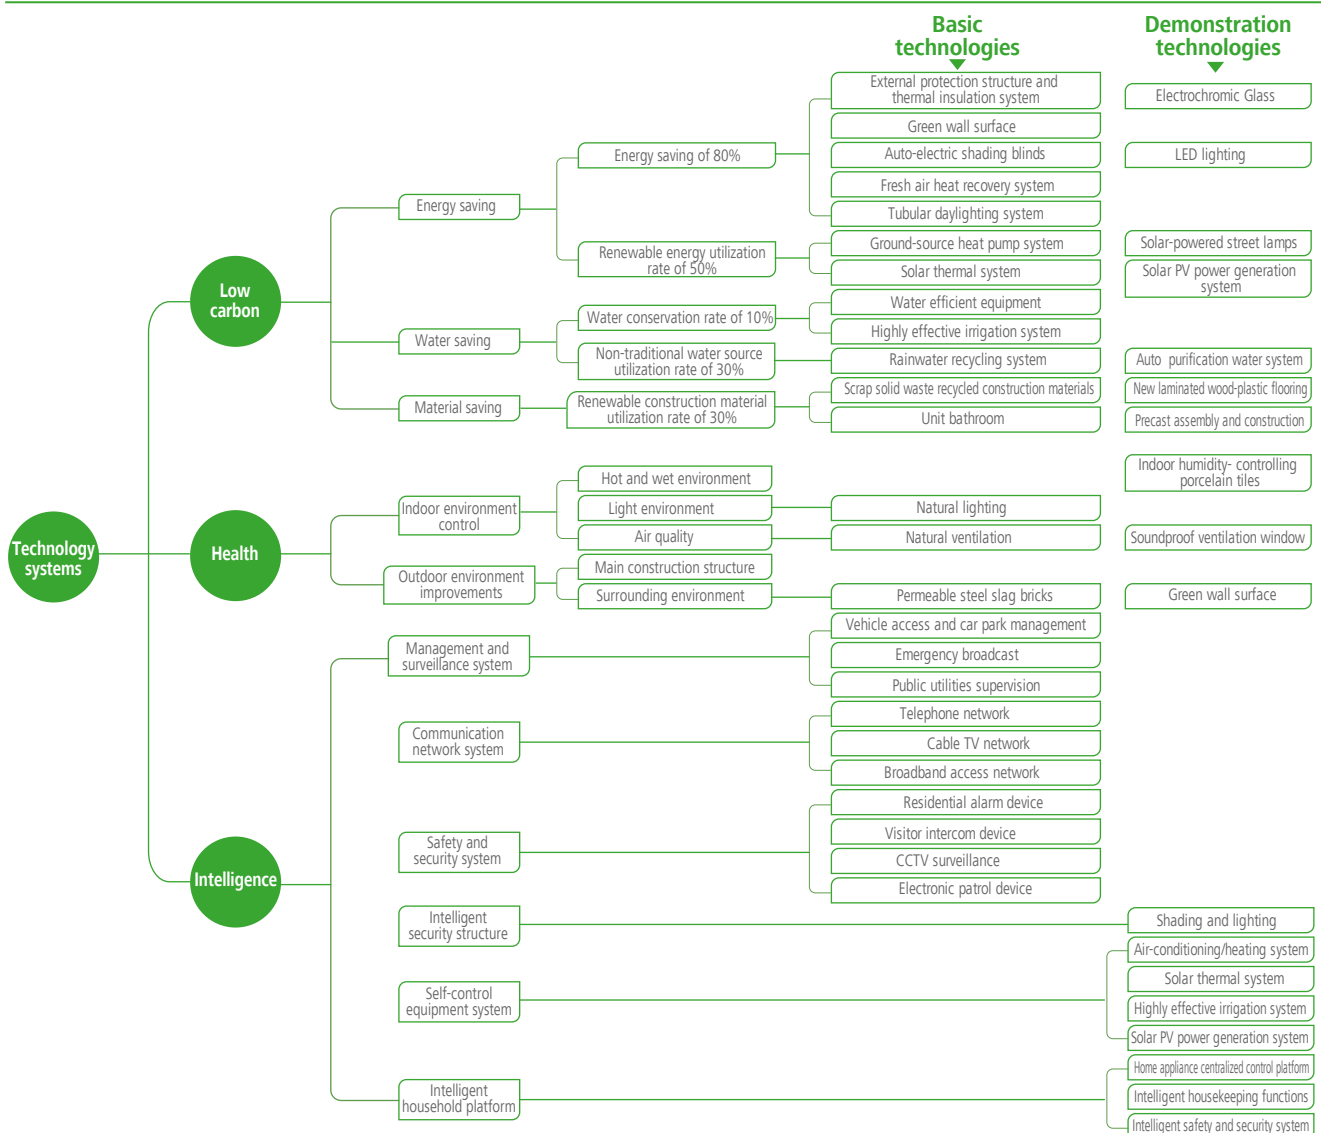 Basic
technologies
Demonstration
technologies
External protection structure and
thermal insulation system
Electrochromic Glass
Green wall surface
Energy saving of 80%
Auto-electric shading blinds
LED lighting
Fresh air heat recovery system
Energy saving
Tubular daylighting system
Renewable energy utilization
rate of 50%
Ground-source heat pump system
Solar-powered street lamps
Solar thermal system
Solar PV power generation
system
Low
carbon
Water efficient equipment
Water conservation rate of 10%
Highly effective irrigation system
Water saving
Non-traditional water source
utilization rate of 30%
Rainwater recycling system
Auto purification water system
Scrap solid waste recycled construction materials
New laminated wood-plastic flooring
Material saving
Renewable construction material
utilization rate of 30%
Unit bathroom
Precast assembly and construction
Indoor humidity- controlling
porcelain tiles
Hot and wet environment
Indoor environment
control
Light environment
Natural lighting
Air quality
Natural ventilation
Soundproof ventilation window
Technology
systems
Health
Main construction structure
Outdoor environment
improvements
Surrounding environment
Permeable steel slag bricks
Green wall surface
Vehicle access and car park management
Management and
surveillance system
Emergency broadcast
Public utilities supervision
Telephone network
Communication
network system
Cable TV network
Broadband access network
Residential alarm device
Visitor intercom device
Safety and
security system
CCTV surveillance
Electronic patrol device
Intelligence
Intelligent
security structure
Shading and lighting
Air-conditioning/heating system
Solar thermal system
Self-control
equipment system
Highly effective irrigation system
Solar PV power generation system
Home appliance centralized control platform
Intelligent
household platform
Intelligent housekeeping functions
Intelligent safety and security system